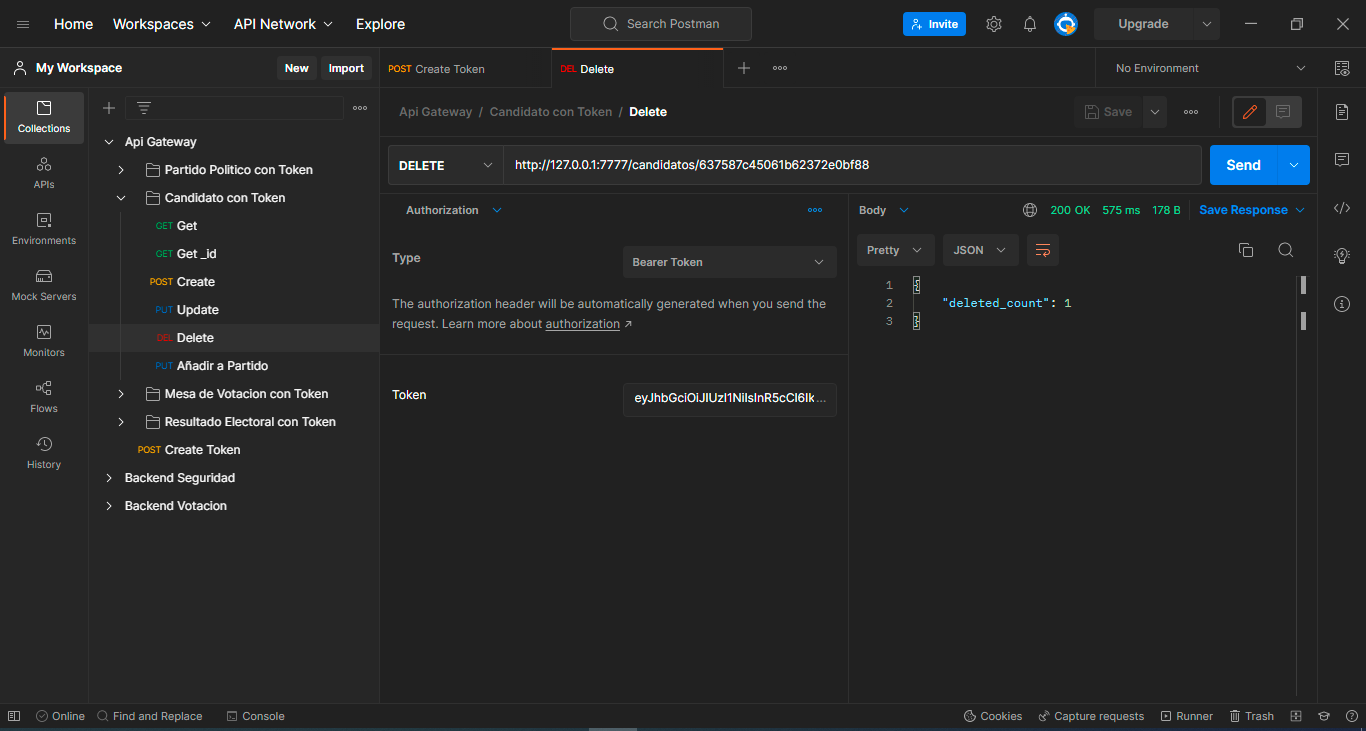 Home Workspaces API Network Explore Search Postman Invite Upgrade
My Workspace New Import POST Create Token DEL Delete No Environment
Collections
APIs
Environments
Mock Servers
Monitors
Flows
History
Api Gateway
Partido Politico con Token
Candidato con Token
GET Get
GET Get _id
POST Create
PUT Update
DEL Delete
PUT Añadir a Partido
Mesa de Votacion con Token
Resultado Electoral con Token
POST Create Token
Backend Seguridad
Backend Votacion
Api Gateway / Candidato con Token / Delete Save
DELETE http://127.0.0.1:7777/candidatos/637587c45061b62372e0bf88 Send
Authorization
Type Bearer Token
The authorization header will be automatically generated when you send the
request. Learn more about authorization ↗
Token eyJhbGciOiJIUzI1NiIsInR5cCI6Ik...
Body 200 OK 575 ms 178 B Save Response
Pretty JSON
1 {
2 "deleted_count": 1
3 }
Online Find and Replace Console Cookies Capture requests Runner Trash